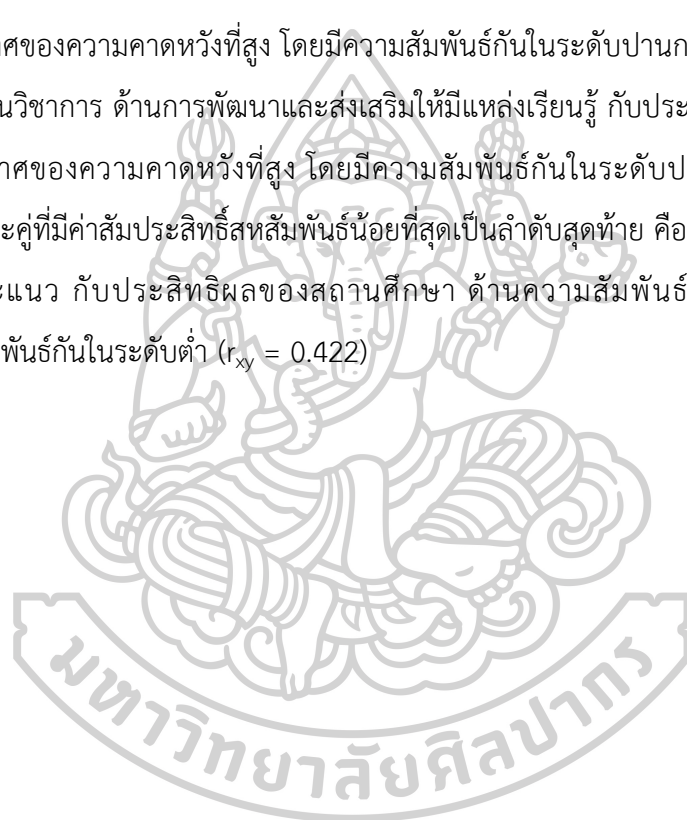 าศของความคาดหวังที่สูง โดยมีความสัมพันธ์กันในระดับปานก
นวิชาการ ด้านการพัฒนาและส่งเสริมให้มีแหล่งเรียนรู้ กับประ
าศของความคาดหวังที่สูง โดยมีความสัมพันธ์กันในระดับป
ะคู่ที่มีค่าสัมประสิทธิ์สหสัมพันธ์น้อยที่สุดเป็นลำดับสุดท้าย คือ
ะแนว กับประสิทธิผลของสถานศึกษา ด้านความสัมพันธ์
พันธ์กันในระดับต่ำ (rxy = 0.422)
มหาวิทยาลัยศิลปากร